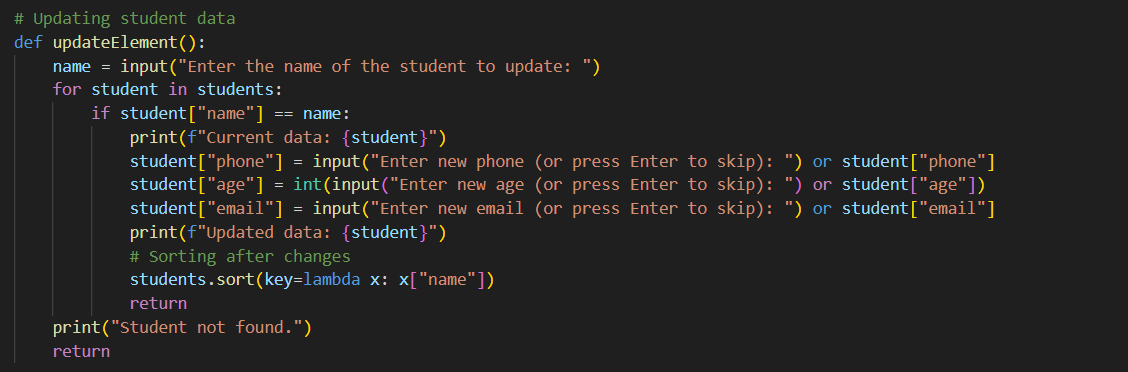 # Updating student data
def updateElement():
    name = input("Enter the name of the student to update: ")
    for student in students:
        if student["name"] == name:
            print(f"Current data: {student}")
            student["phone"] = input("Enter new phone (or press Enter to skip): ") or student["phone"]
            student["age"] = int(input("Enter new age (or press Enter to skip): ") or student["age"])
            student["email"] = input("Enter new email (or press Enter to skip): ") or student["email"]
            print(f"Updated data: {student}")
            # Sorting after changes
            students.sort(key=lambda x: x["name"])
            return
    print("Student not found.")
    return